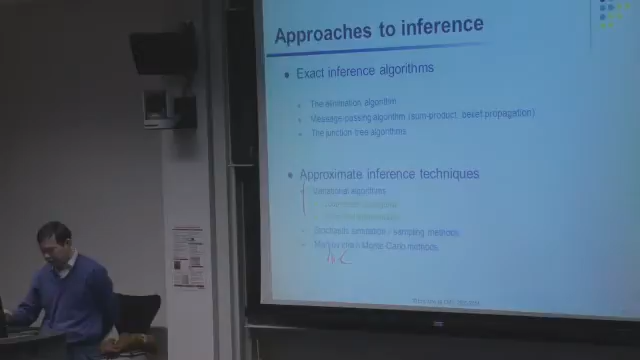 Approaches to inference
Exact inference algorithms
The elimination algorithm
Message-passing algorithm (sum-product, belief propagation)
The junction tree algorithms
Approximate inference techniques
Variational algorithms
Stochastic simulation / sampling methods
Markov chain Monte Carlo methods